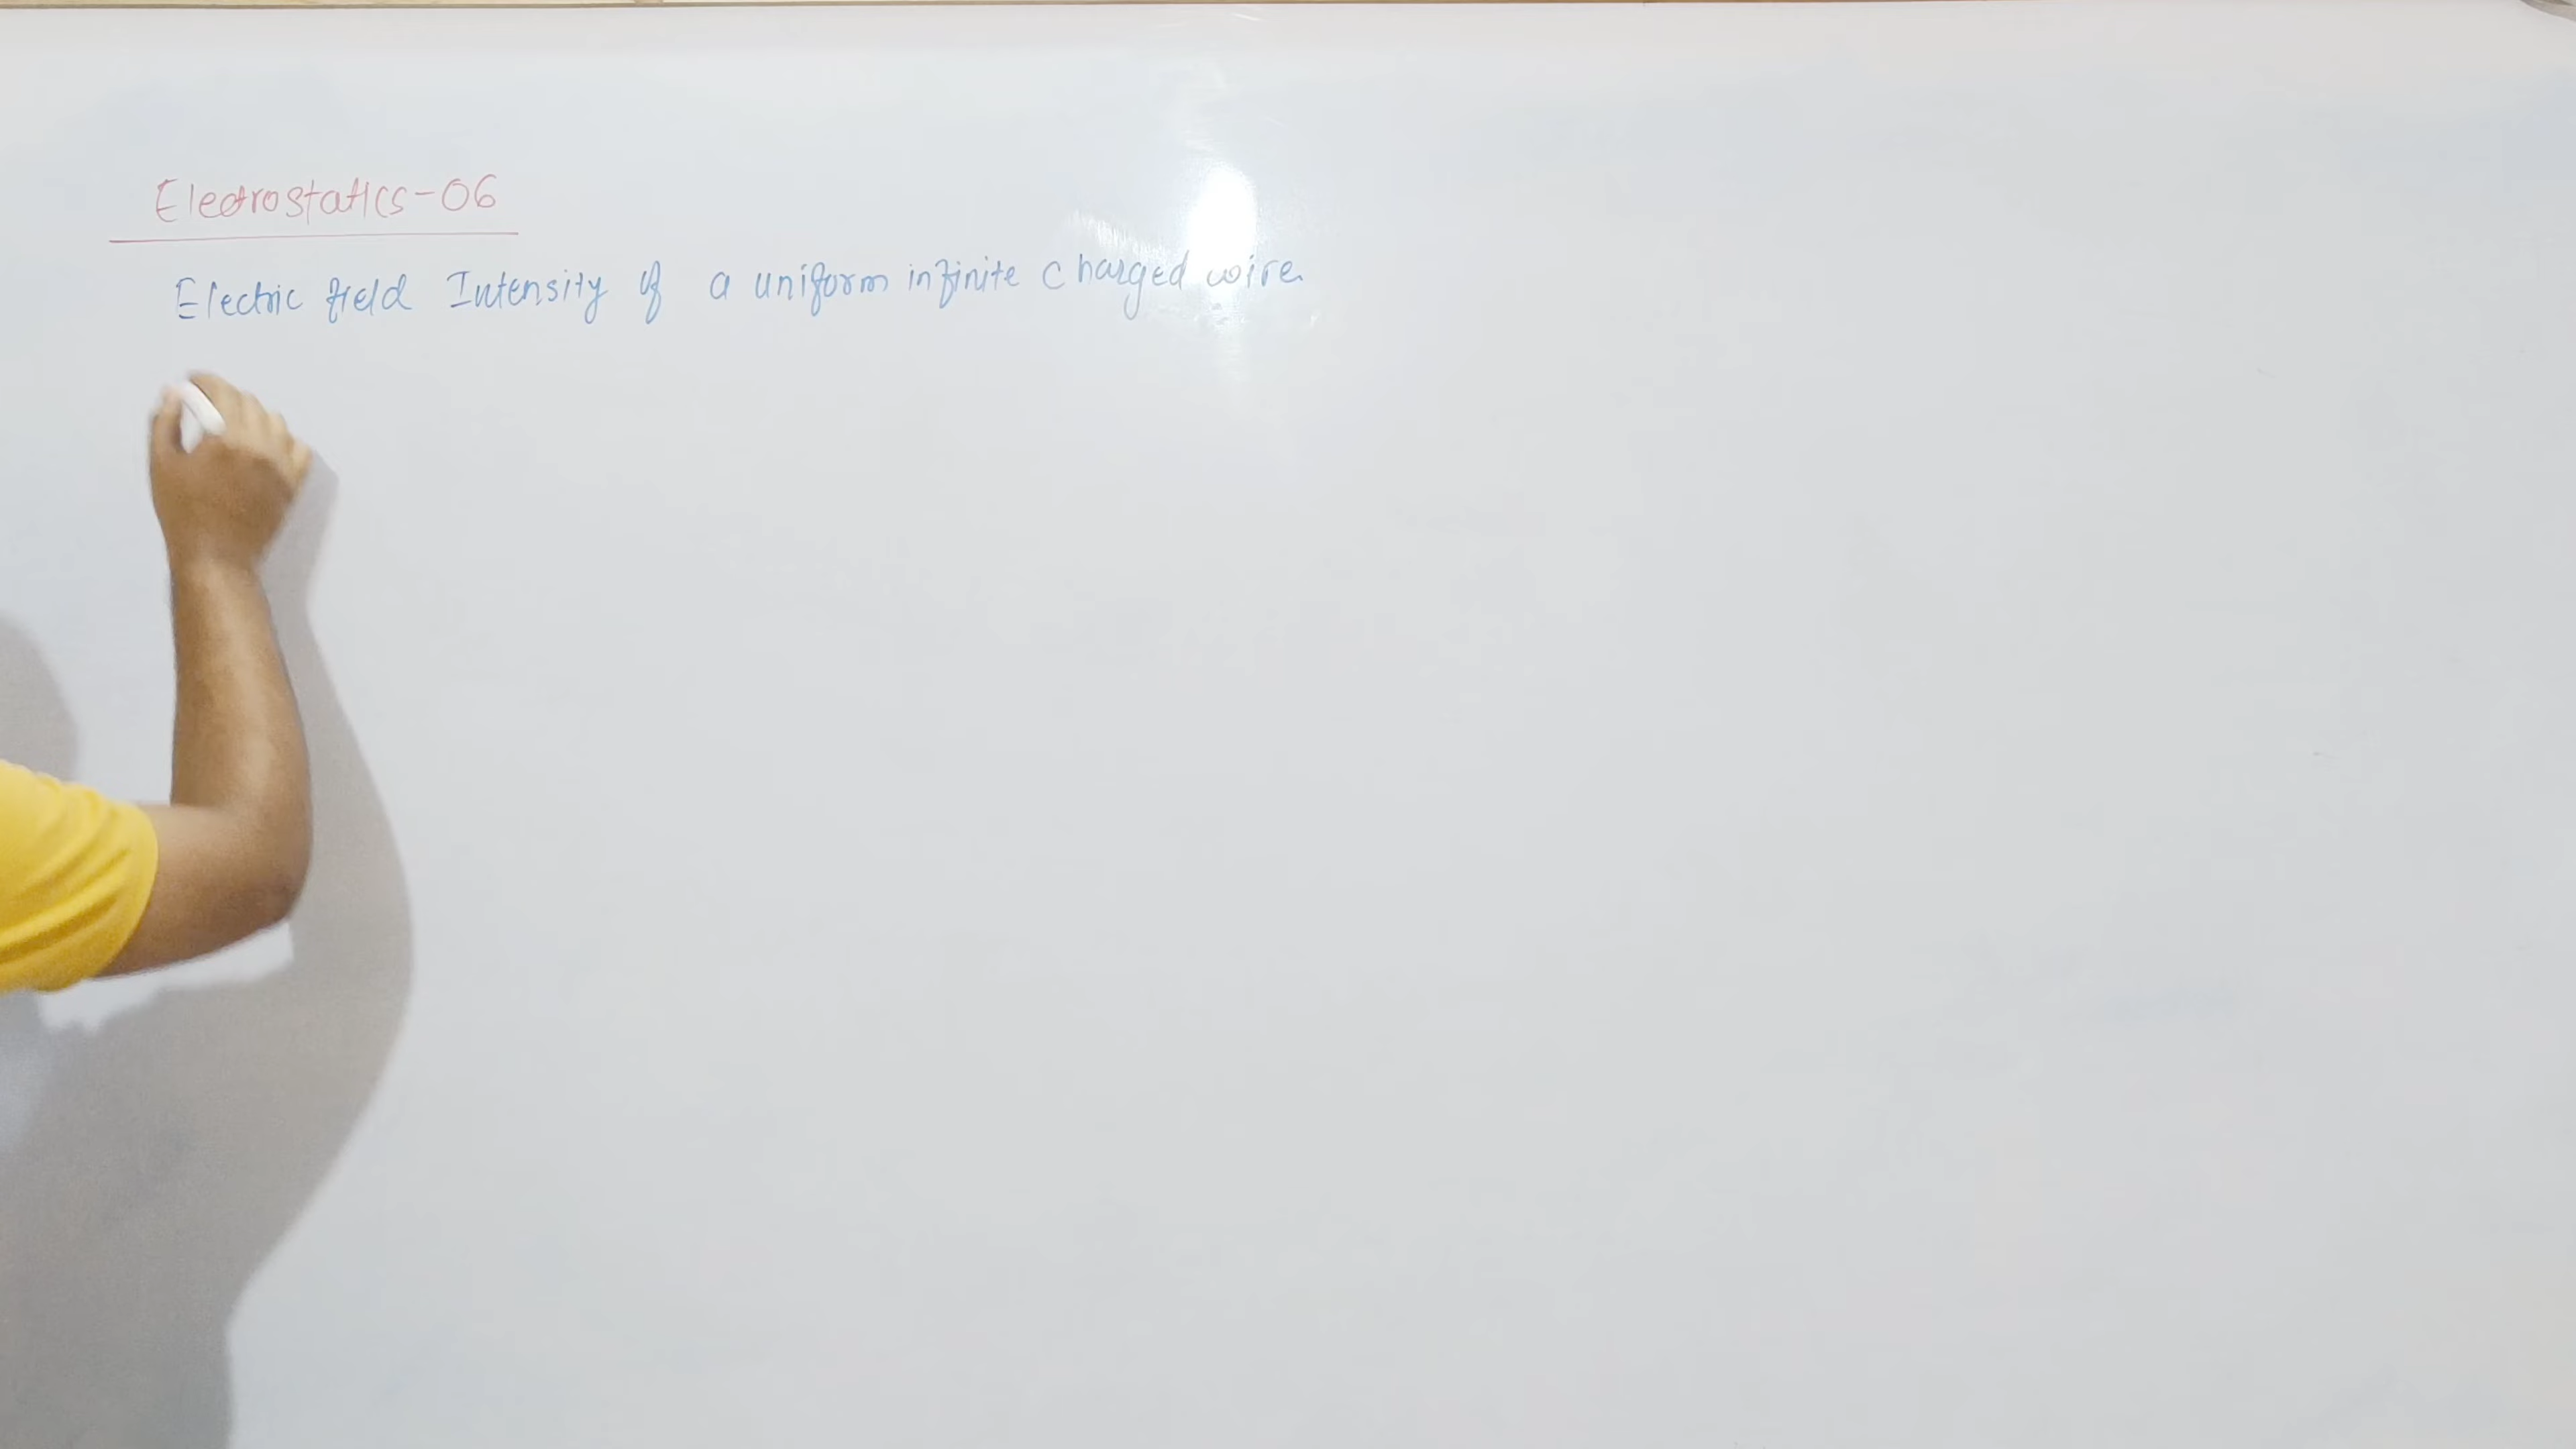 Electrostatics-06
Electric field Intensity of a uniform infinite charged wire.